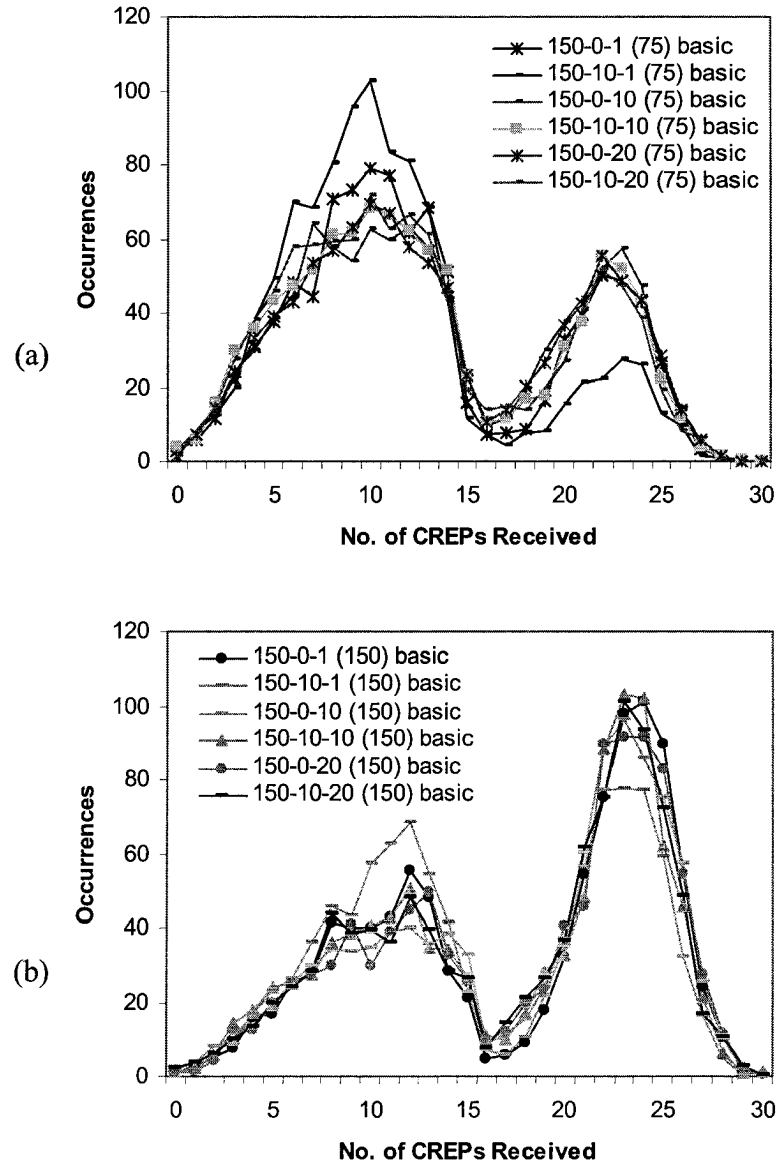 (a)
Occurrences
120
100
80
60
40
20
0
150-0-1 (75) basic
150-10-1 (75) basic
150-0-10 (75) basic
150-10-10 (75) basic
150-0-20 (75) basic
150-10-20 (75) basic
0 5 10 15 20 25 30
No. of CREPs Received
(b)
Occurrences
120
100
80
60
40
20
0
150-0-1 (150) basic
150-10-1 (150) basic
150-0-10 (150) basic
150-10-10 (150) basic
150-0-20 (150) basic
150-10-20 (150) basic
0 5 10 15 20 25 30
No. of CREPs Received